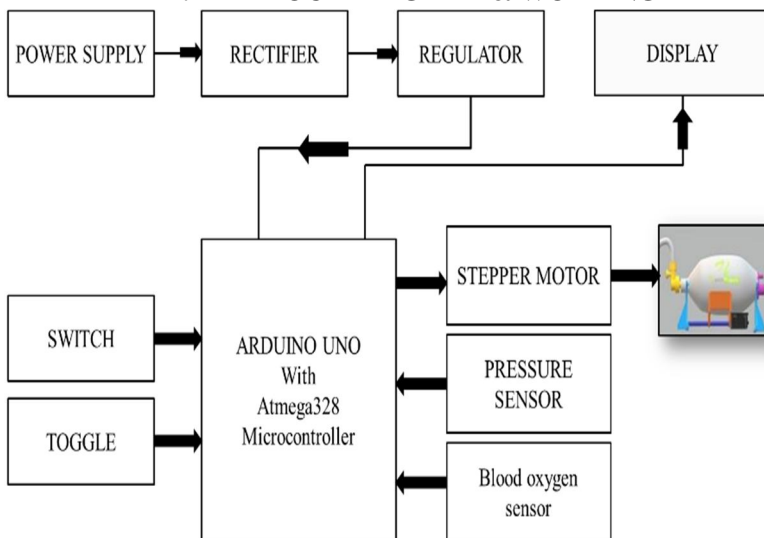 POWER SUPPLY
RECTIFIER
REGULATOR
DISPLAY
STEPPER MOTOR
SWITCH
ARDUINO UNO
With
Atmega328
Microcontroller
PRESSURE
SENSOR
TOGGLE
Blood oxygen
sensor